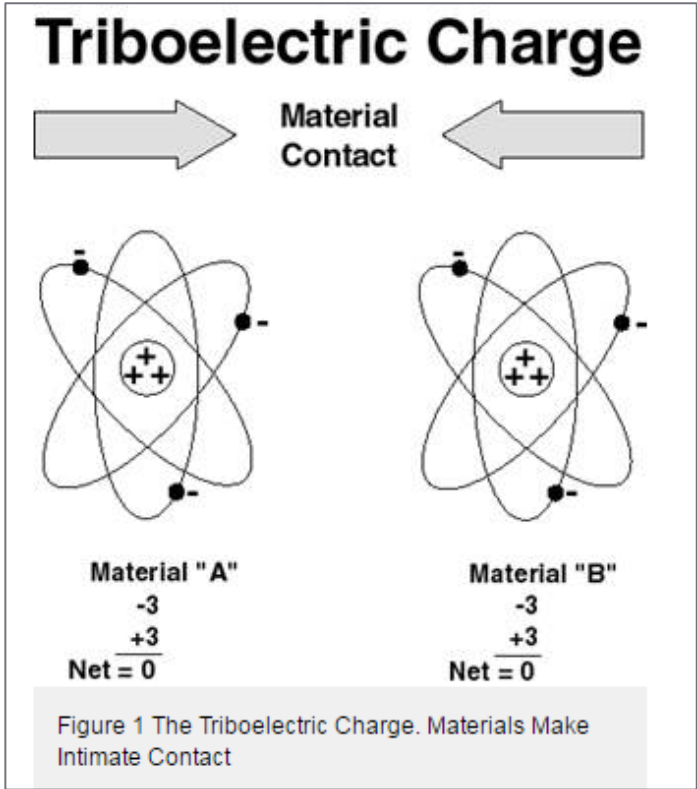 Triboelectric Charge
Material
Contact
-
-
+
++
-
-
-
+
++
-
Material "A"
-3
+3
Net = 0
Material "B"
-3
+3
Net = 0
Figure 1 The Triboelectric Charge. Materials Make
Intimate Contact